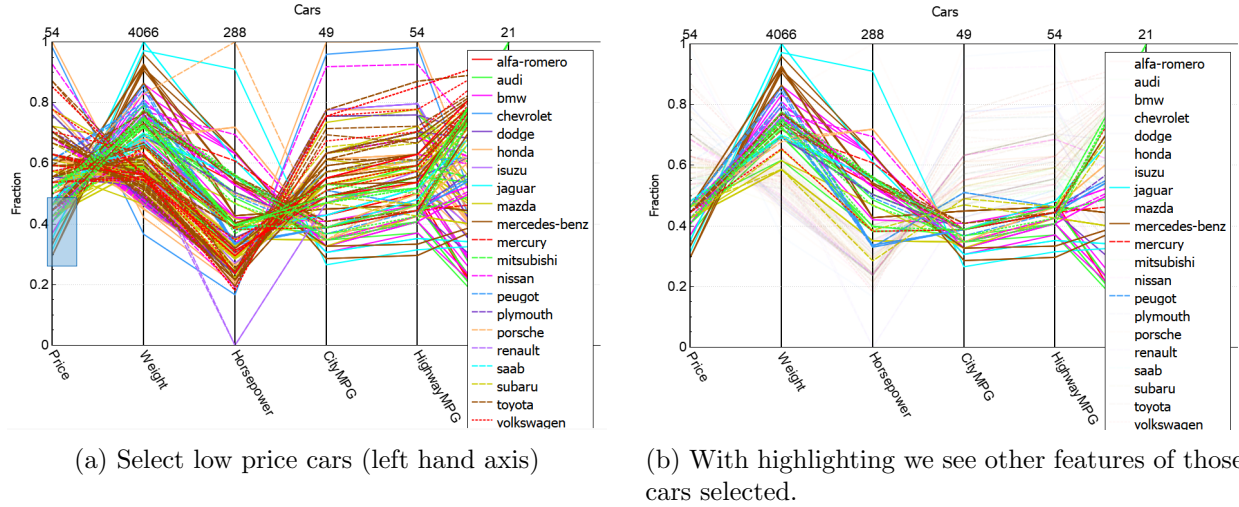 Cars
54 4066 288 49 54 21
1
0.8
0.6
0.4
0.2
0
Fraction
Price
Weight
Horsepower
CityMPG
HighwayMPG
alfa-romero
audi
bmw
chevrolet
dodge
honda
isuzu
jaguar
mazda
mercedes-benz
mercury
mitsubishi
nissan
peugot
plymouth
porsche
renault
saab
subaru
toyota
volkswagen
(a) Select low price cars (left hand axis)
Cars
54 4066 288 49 54 21
1
0.8
0.6
0.4
0.2
0
Fraction
Price
Weight
Horsepower
CityMPG
HighwayMPG
alfa-romero
audi
bmw
chevrolet
dodge
honda
isuzu
jaguar
mazda
mercedes-benz
mercury
mitsubishi
nissan
peugot
plymouth
porsche
renault
saab
subaru
toyota
volkswagen
(b) With highlighting we see other features of those
cars selected.